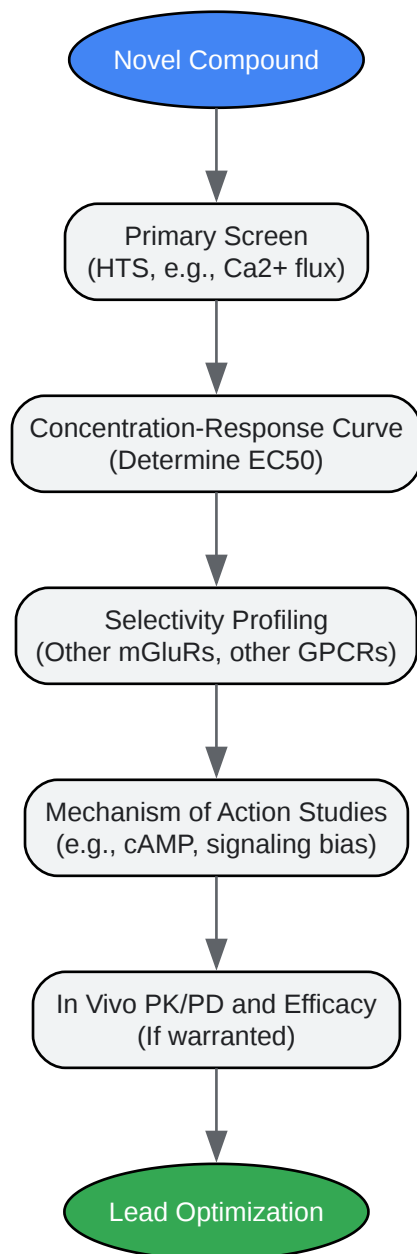 Novel Compound
Primary Screen
(HTS, e.g., Ca2+ flux)
Concentration-Response Curve
(Determine EC50)
Selectivity Profiling
(Other mGluRs, other GPCRs)
Mechanism of Action Studies
(e.g., cAMP, signaling bias)
In Vivo PK/PD and Efficacy
(If warranted)
Lead Optimization